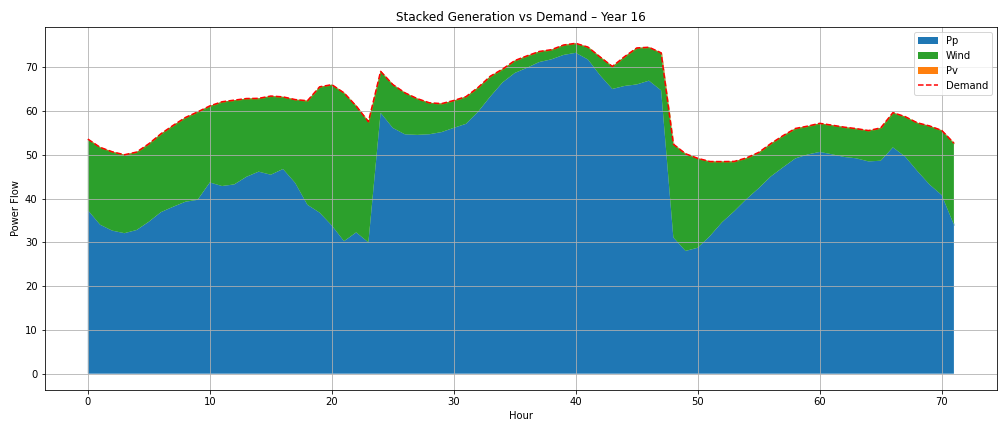 Stacked Generation vs Demand – Year 16
Pp
Wind
Pv
Demand
Power Flow
70
60
50
40
30
20
10
0
0 10 20 30 40 50 60 70
Hour